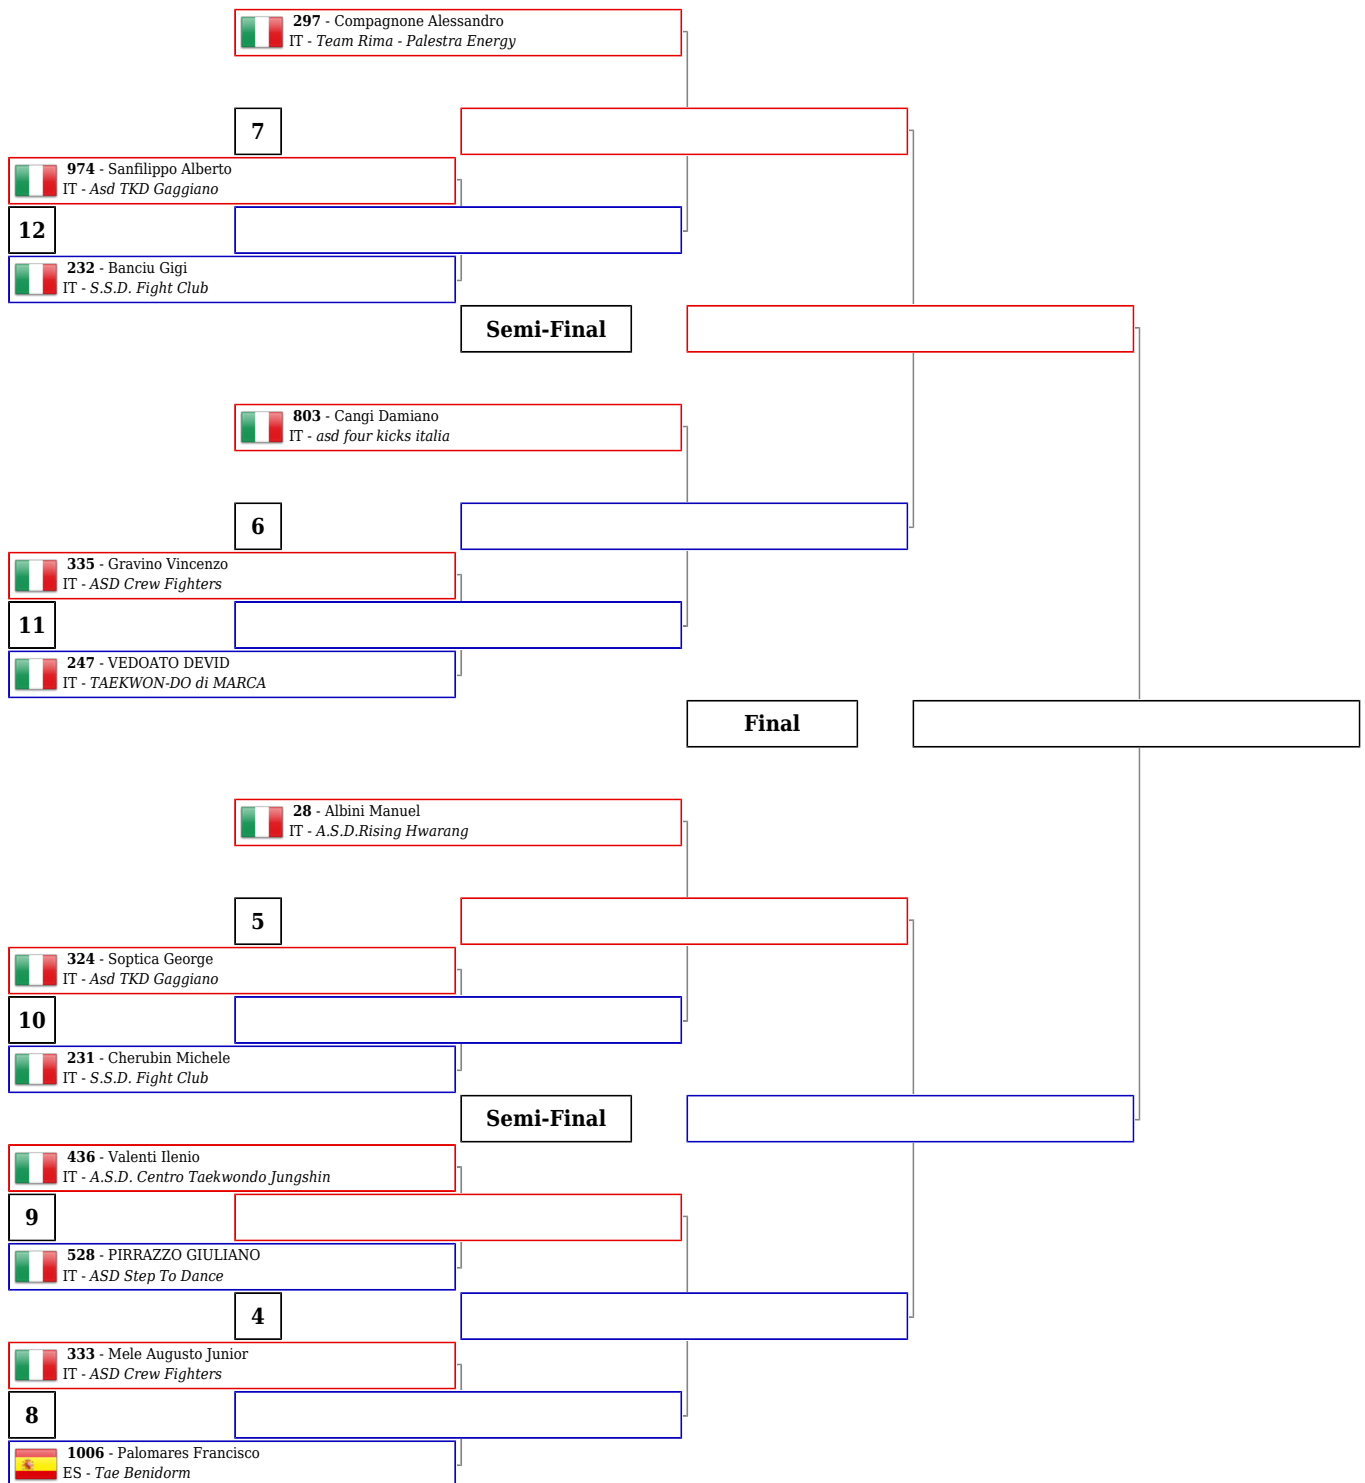 297 - Compagnone Alessandro
IT - Team Rima - Palestra Energy
7
974 - Sanfilippo Alberto
IT - Asd TKD Gaggiano
12
232 - Banciu Gigi
IT - S.S.D. Fight Club
Semi-Final
803 - Cangi Damiano
IT - asd four kicks italia
6
335 - Gravino Vincenzo
IT - ASD Crew Fighters
11
247 - VEDOATO DEVID
IT - TAEKWON-DO di MARCA
Final
28 - Albini Manuel
IT - A.S.D.Rising Hwarang
5
324 - Soptica George
IT - Asd TKD Gaggiano
10
231 - Cherubin Michele
IT - S.S.D. Fight Club
Semi-Final
436 - Valenti Ilenio
IT - A.S.D. Centro Taekwondo Jungshin
9
528 - PIRRAZZO GIULIANO
IT - ASD Step To Dance
4
333 - Mele Augusto Junior
IT - ASD Crew Fighters
8
1006 - Palomares Francisco
ES - Tae Benidorm